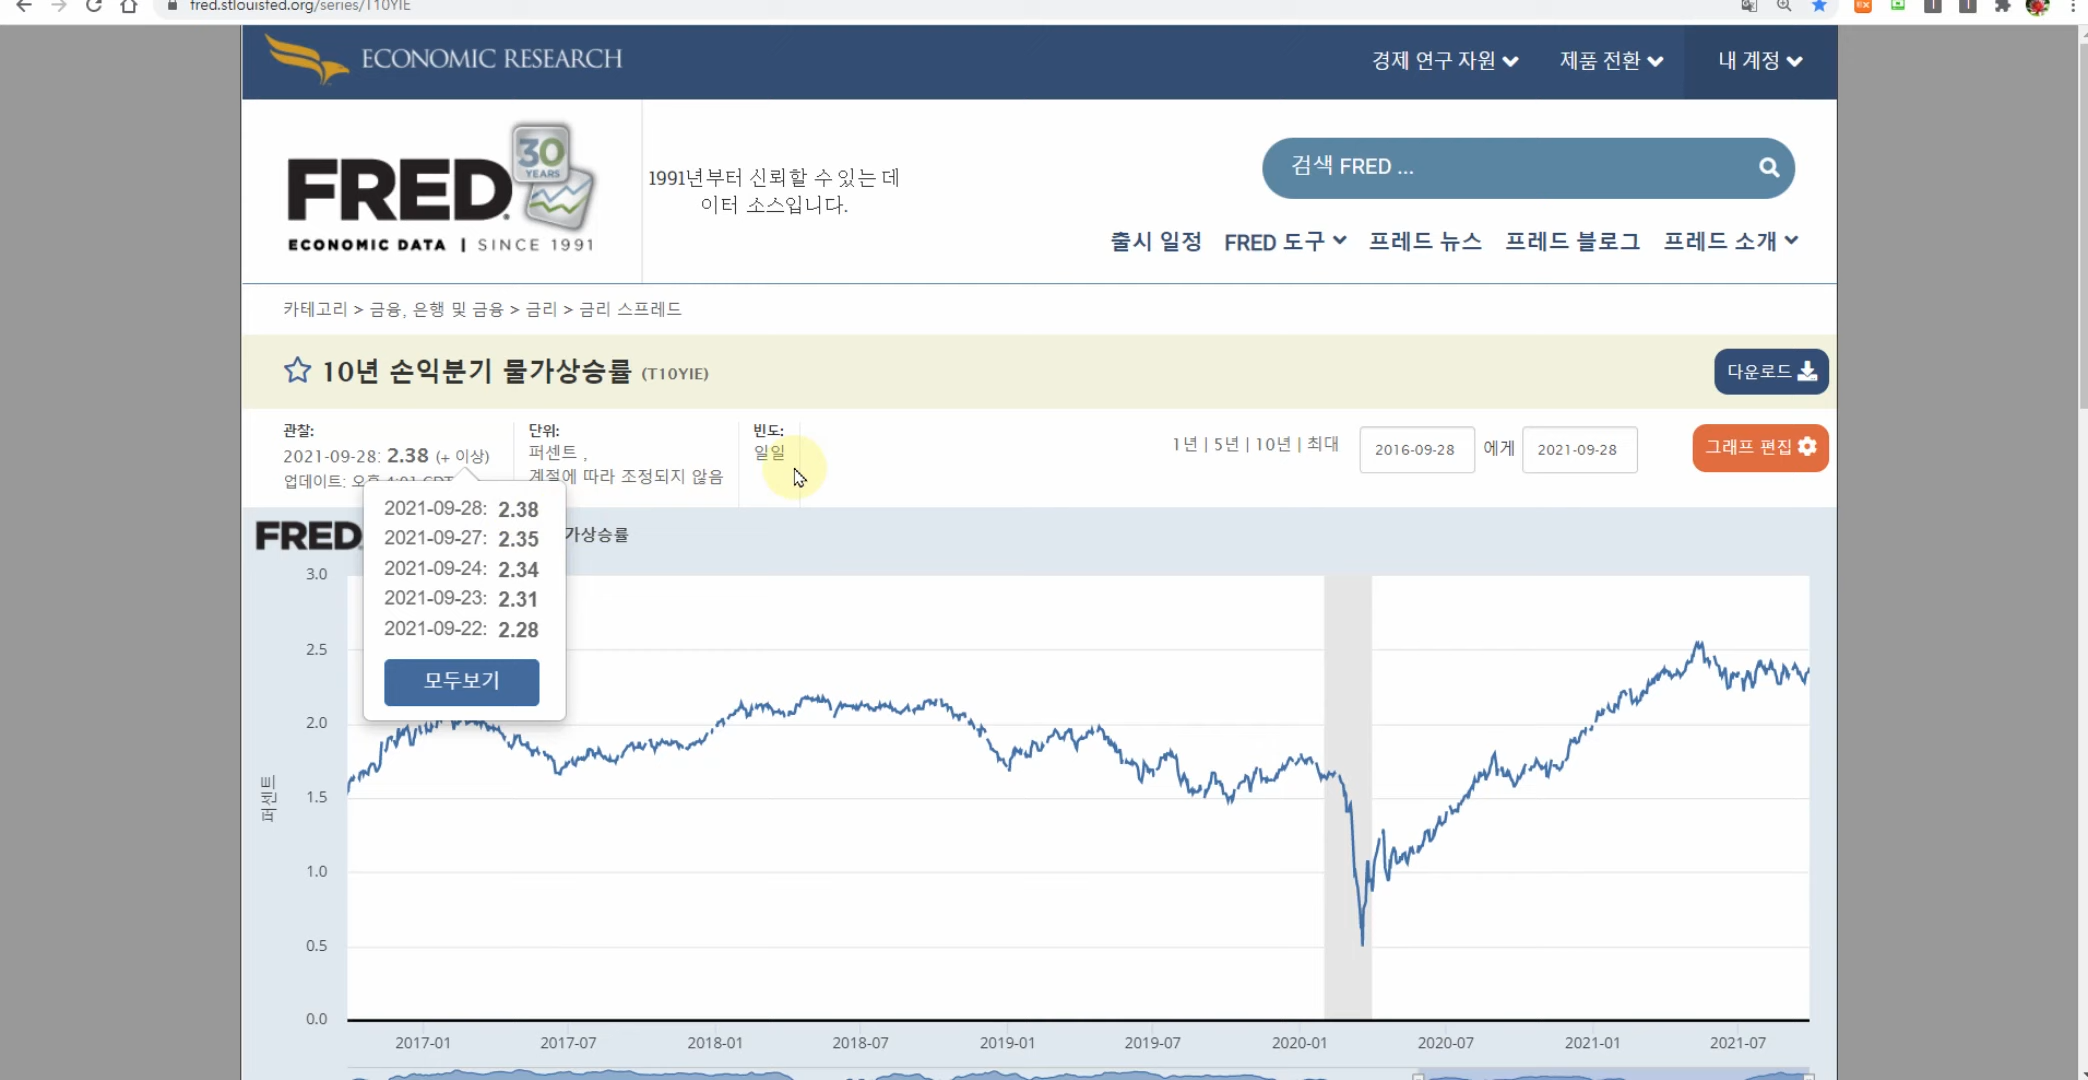 fred.stlouisfed.org/series/T10YIE
ECONOMIC RESEARCH
경제 연구 자원
제품 전환
내 계정
FRED
30
YEARS
ECONOMIC DATA | SINCE 1991
1991년부터 신뢰할 수 있는 데
이터 소스입니다.
검색 FRED ...
출시 일정 FRED 도구 프레드 뉴스 프레드 블로그 프레드 소개
카테고리 > 금융, 은행 및 금융 > 금리 > 금리 스프레드
10년 손익분기 물가상승률 (T10YIE)
다운로드
관찰:
2021-09-28: 2.38 (+ 이상)
업데이트: 오후 4:01 CDT
단위:
퍼센트 ,
계절에 따라 조정되지 않음
빈도:
일일
1년 | 5년 | 10년 | 최대
2016-09-28 에게 2021-09-28
그래프 편집
2021-09-28: 2.38
2021-09-27: 2.35
2021-09-24: 2.34
2021-09-23: 2.31
2021-09-22: 2.28
모두보기
FRED
가상승률
3.0
2.5
2.0
1.5
1.0
0.5
0.0
퍼센트
2017-01 2017-07 2018-01 2018-07 2019-01 2019-07 2020-01 2020-07 2021-01 2021-07